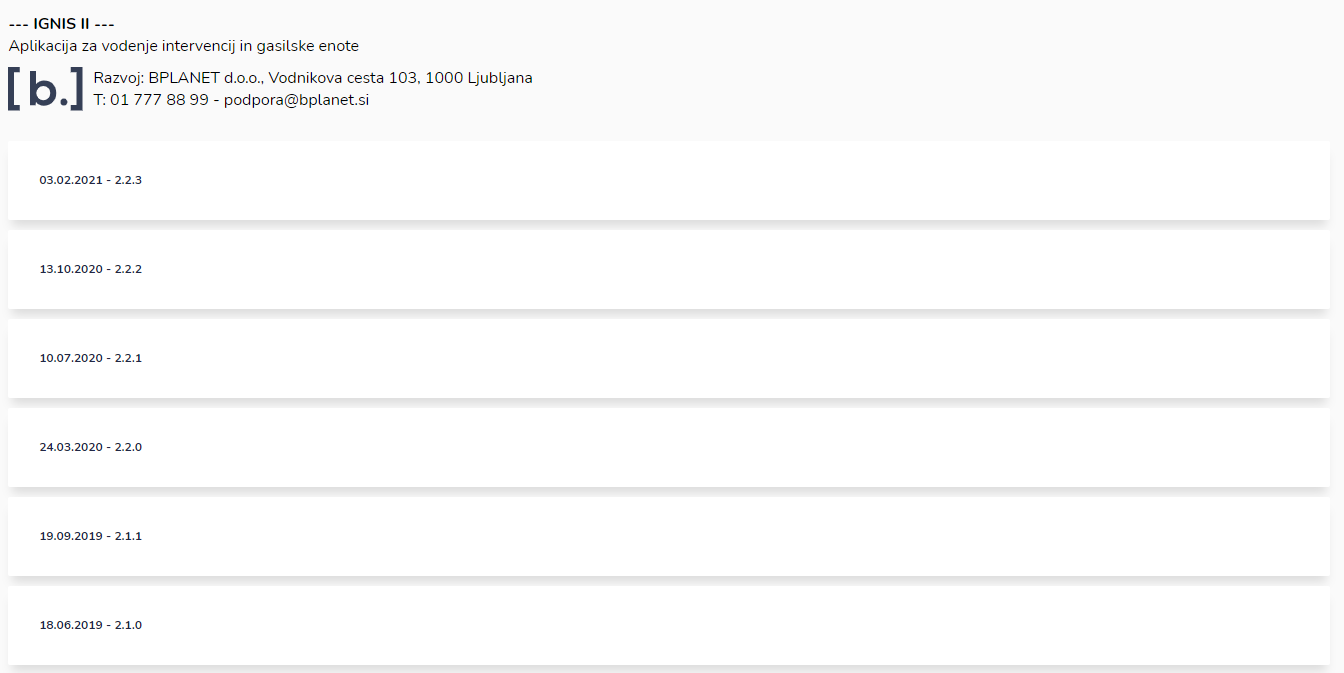 --- IGNIS II ---
Aplikacija za vodenje intervencij in gasilske enote
[b.]
Razvoj: BPLANET d.o.o., Vodnikova cesta 103, 1000 Ljubljana
T: 01 777 88 99 - podpora@bplanet.si
03.02.2021 - 2.2.3
13.10.2020 - 2.2.2
10.07.2020 - 2.2.1
24.03.2020 - 2.2.0
19.09.2019 - 2.1.1
18.06.2019 - 2.1.0